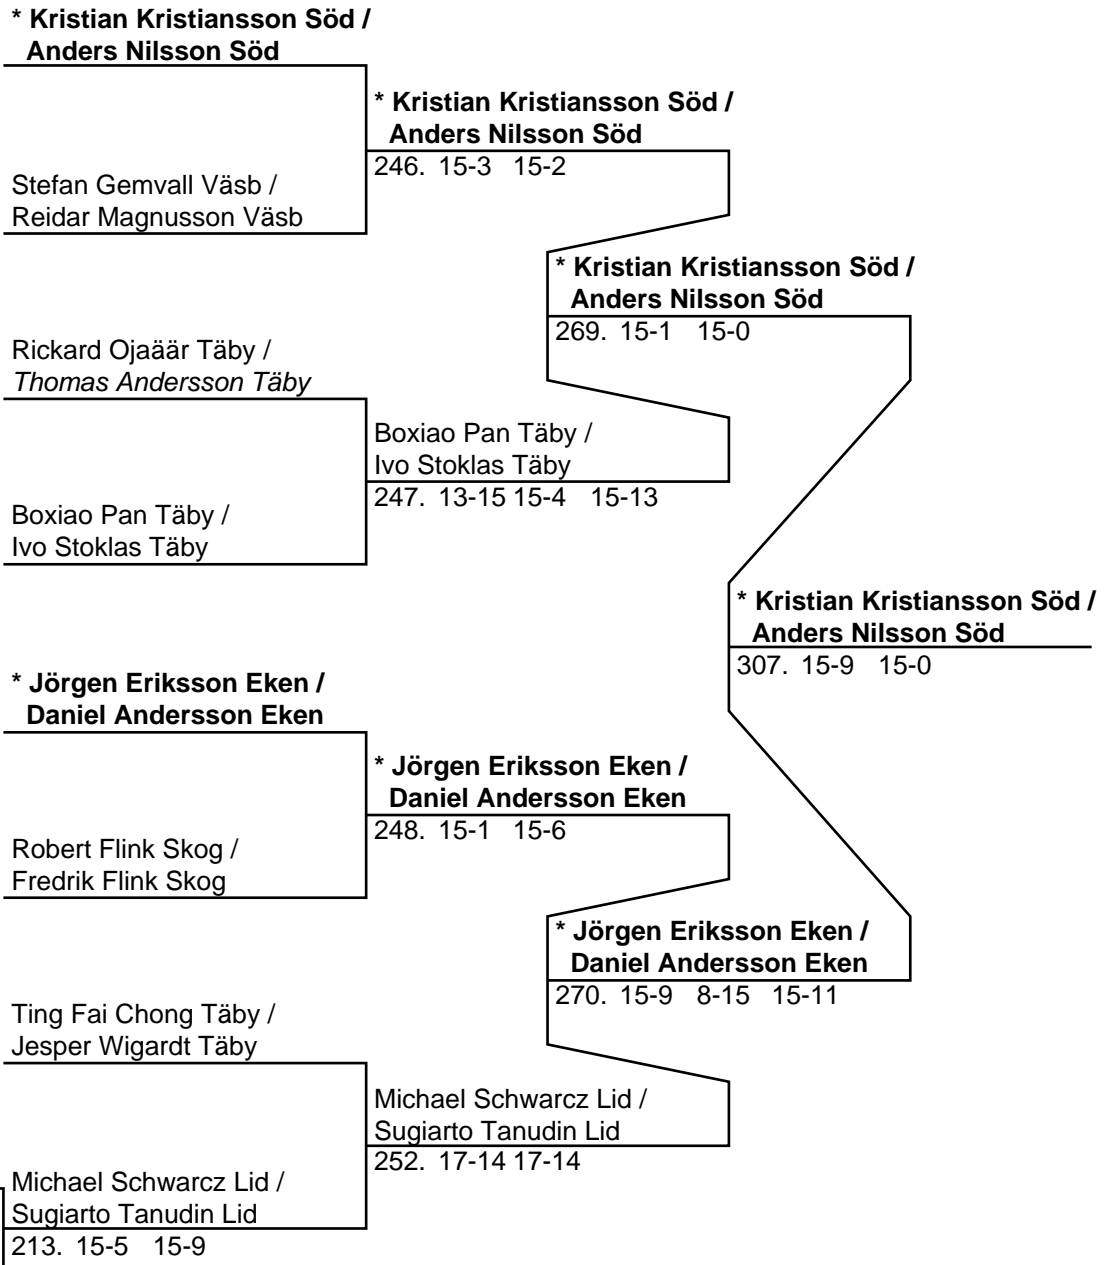 * Kristian Kristiansson Söd /
Anders Nilsson Söd
* Kristian Kristiansson Söd /
Anders Nilsson Söd
246. 15-3 15-2
Stefan Gemvall Väsb /
Reidar Magnusson Väsb
* Kristian Kristiansson Söd /
Anders Nilsson Söd
269. 15-1 15-0
Rickard Ojaäär Täby /
Thomas Andersson Täby
Boxiao Pan Täby /
Ivo Stoklas Täby
247. 13-15 15-4 15-13
Boxiao Pan Täby /
Ivo Stoklas Täby
* Kristian Kristiansson Söd /
Anders Nilsson Söd
307. 15-9 15-0
* Jörgen Eriksson Eken /
Daniel Andersson Eken
* Jörgen Eriksson Eken /
Daniel Andersson Eken
248. 15-1 15-6
Robert Flink Skog /
Fredrik Flink Skog
* Jörgen Eriksson Eken /
Daniel Andersson Eken
270. 15-9 8-15 15-11
Ting Fai Chong Täby /
Jesper Wigardt Täby
Michael Schwarcz Lid /
Sugiarto Tanudin Lid
252. 17-14 17-14
Michael Schwarcz Lid /
Sugiarto Tanudin Lid
213. 15-5 15-9